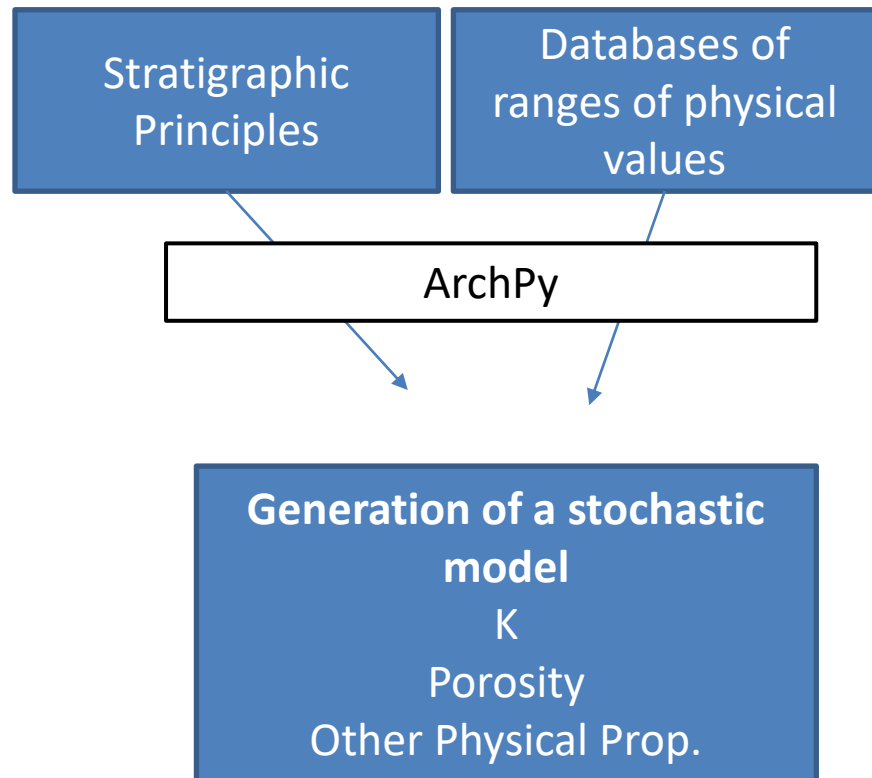 Stratigraphic
Principles
Databases of
ranges of physical
values
ArchPy
Generation of a stochastic
model
K
Porosity
Other Physical Prop.